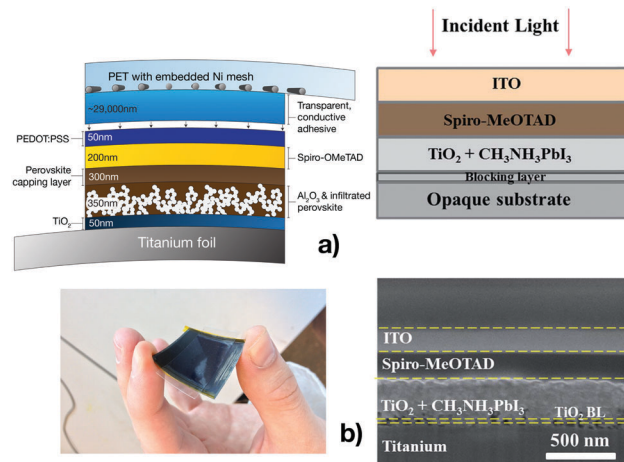 PET with embedded Ni mesh
~29,000nm
Transparent,
conductive
adhesive
PEDOT:PSS
50nm
200nm
Spiro-OMeTAD
Perovskite
capping layer
300nm
350nm
Al₂O₃ &
infiltrated
perovskite
TiO₂
50nm
Titanium foil
a)
Incident Light
ITO
Spiro-MeOTAD
TiO₂ + CH₃NH₃PbI₃
Blocking layer
Opaque substrate
b)
ITO
Spiro-MeOTAD
TiO₂ + CH₃NH₃PbI₃
TiO₂ BL
Titanium
500 nm